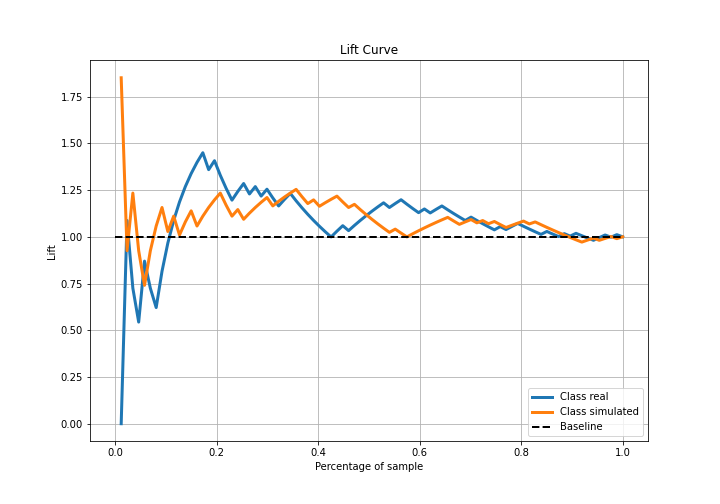 Lift Curve
Lift
1.75
1.50
1.25
1.00
0.75
0.50
0.25
0.00
0.0 0.2 0.4 0.6 0.8 1.0
Percentage of sample
Class real
Class simulated
Baseline